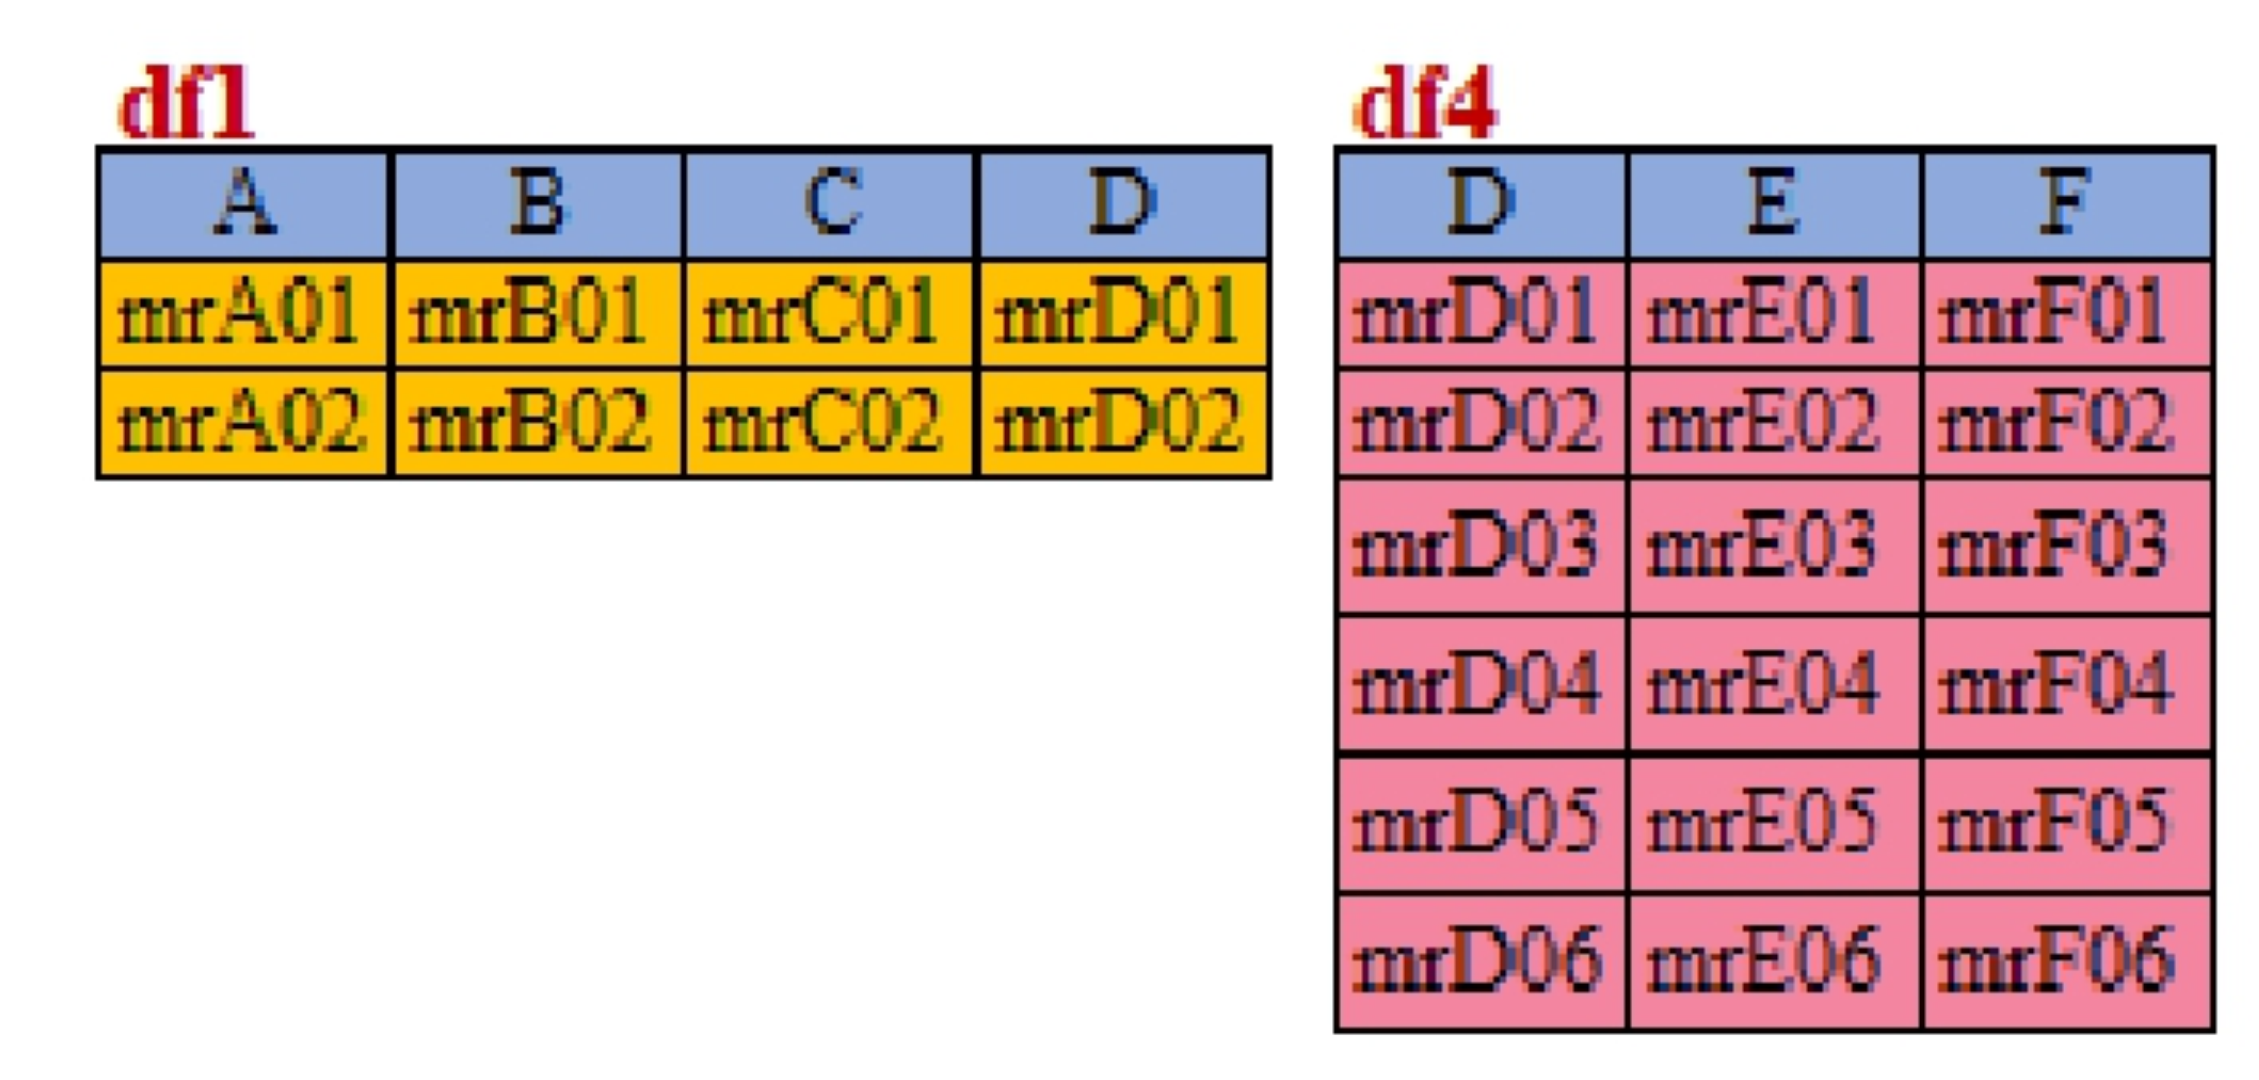 df1 df4
A B C D D E F
mrA01 mrB01 mrC01 mrD01 mrD01 mrE01 mrF01
mrA02 mrB02 mrC02 mrD02 mrD02 mrE02 mrF02
mrD03 mrE03 mrF03
mrD04 mrE04 mrF04
mrD05 mrE05 mrF05
mrD06 mrE06 mrF06